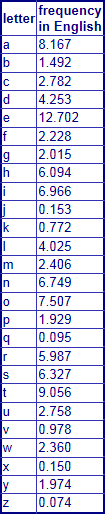 letter frequency in English
a 8.167
b 1.492
c 2.782
d 4.253
e 12.702
f 2.228
g 2.015
h 6.094
i 6.966
j 0.153
k 0.772
l 4.025
m 2.406
n 6.749
o 7.507
p 1.929
q 0.095
r 5.987
s 6.327
t 9.056
u 2.758
v 0.978
w 2.360
x 0.150
y 1.974
z 0.074